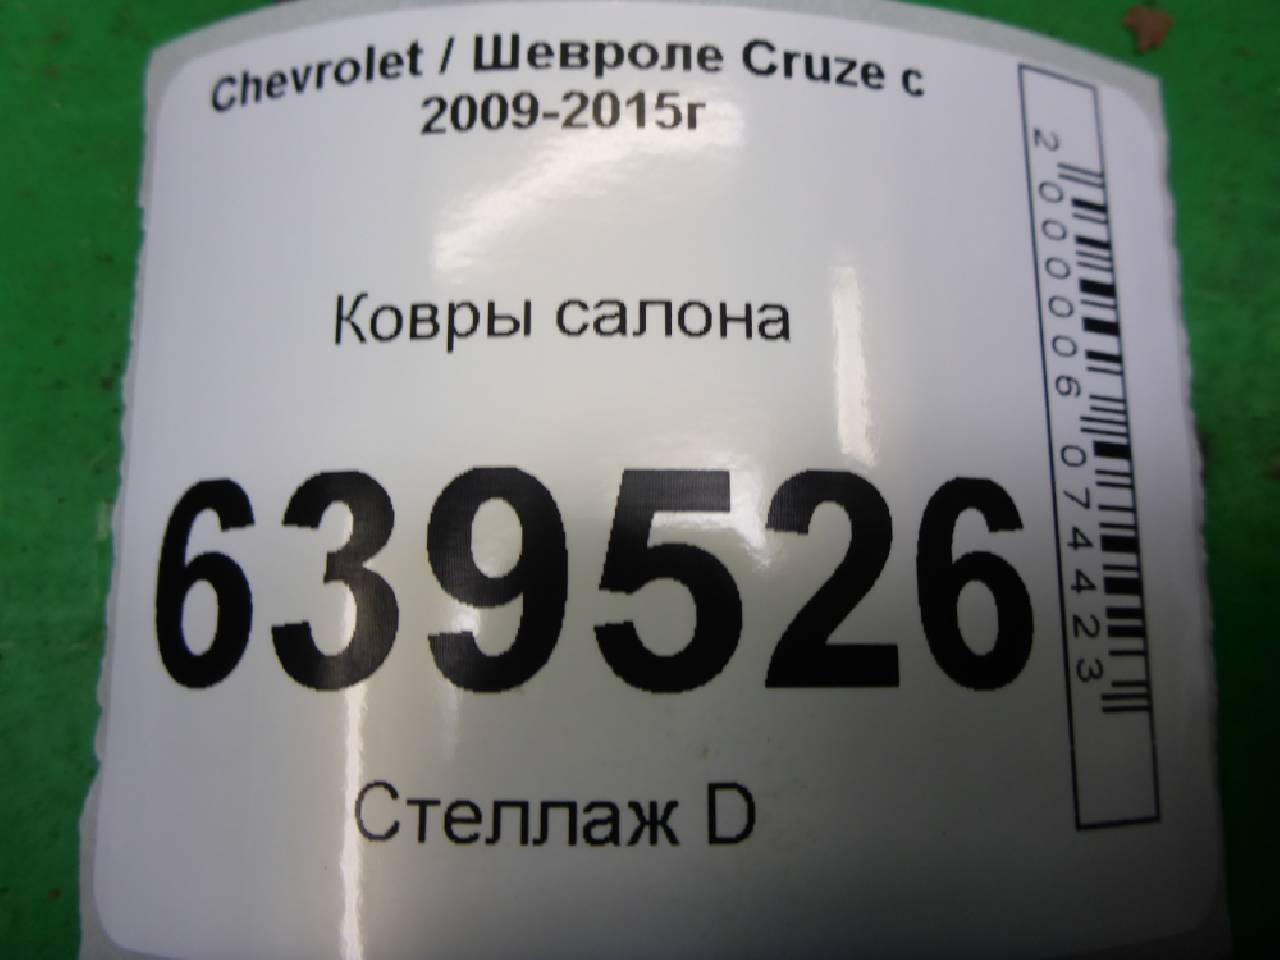 Chevrolet / Шевроле Cruze с
2009-2015г
Ковры салона
639526
Стеллаж D
2000006074423